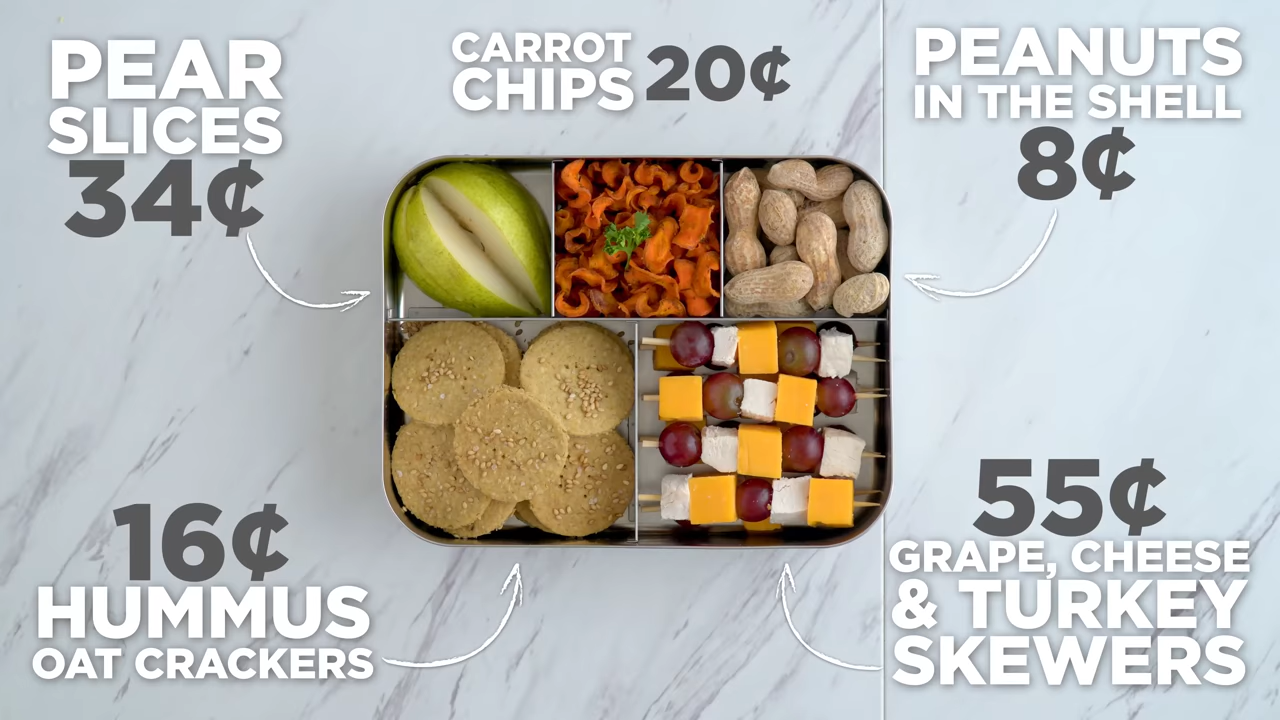 PEAR
SLICES
34¢
CARROT
CHIPS 20¢
PEANUTS
IN THE SHELL
8¢
16¢
HUMMUS
OAT CRACKERS
55¢
GRAPE, CHEESE
& TURKEY
SKEWERS